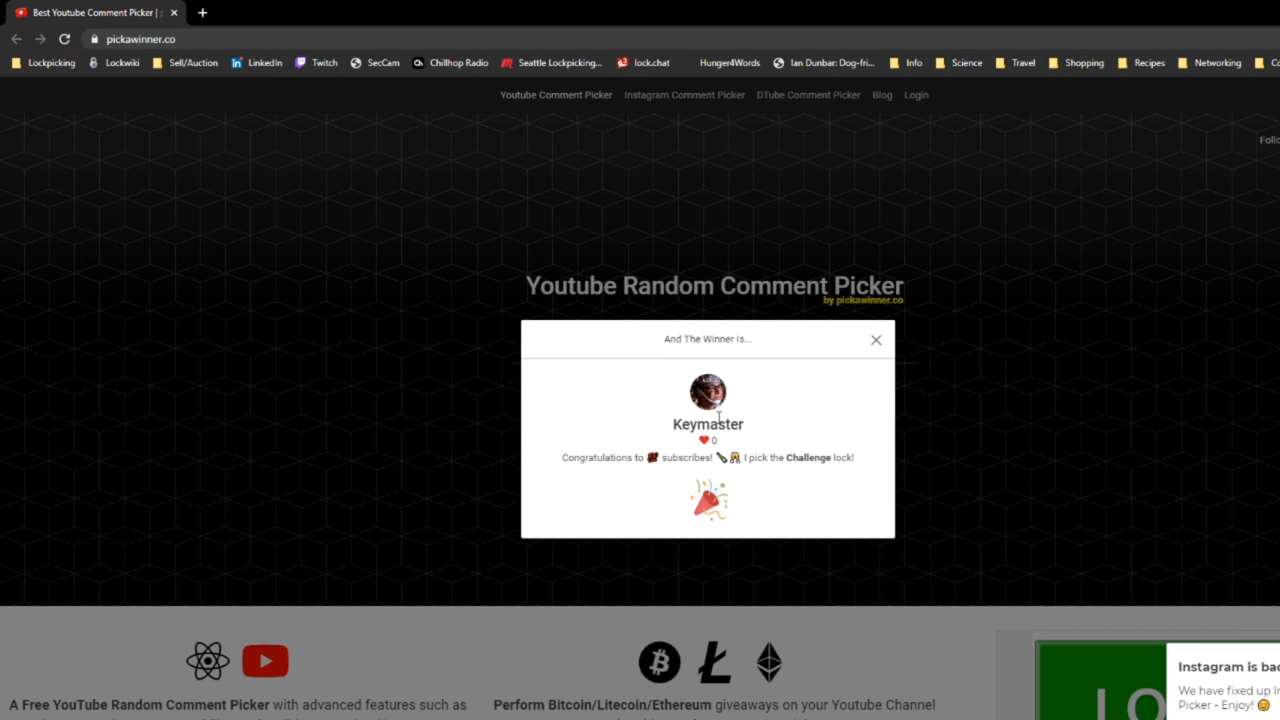 Best Youtube Comment Picker |
pickawinner.co
Lockpicking Lockwiki Sell/Auction LinkedIn Twitch SecCam Chillhop Radio Seattle Lockpicking... lock.chat Hunger4Words Ian Dunbar: Dog-fri... Info Science Travel Shopping Recipes Networking
Youtube Comment Picker Instagram Comment Picker DTube Comment Picker Blog Login
Follo
Youtube Random Comment Picker
by pickawinner.co
And The Winner Is...
Keymaster
0
Congratulations to subscribes! I pick the Challenge lock!
A Free YouTube Random Comment Picker with advanced features such as
Perform Bitcoin/Litecoin/Ethereum giveaways on your Youtube Channel
LO
Instagram is bac
We have fixed up In
Picker - Enjoy! 😊